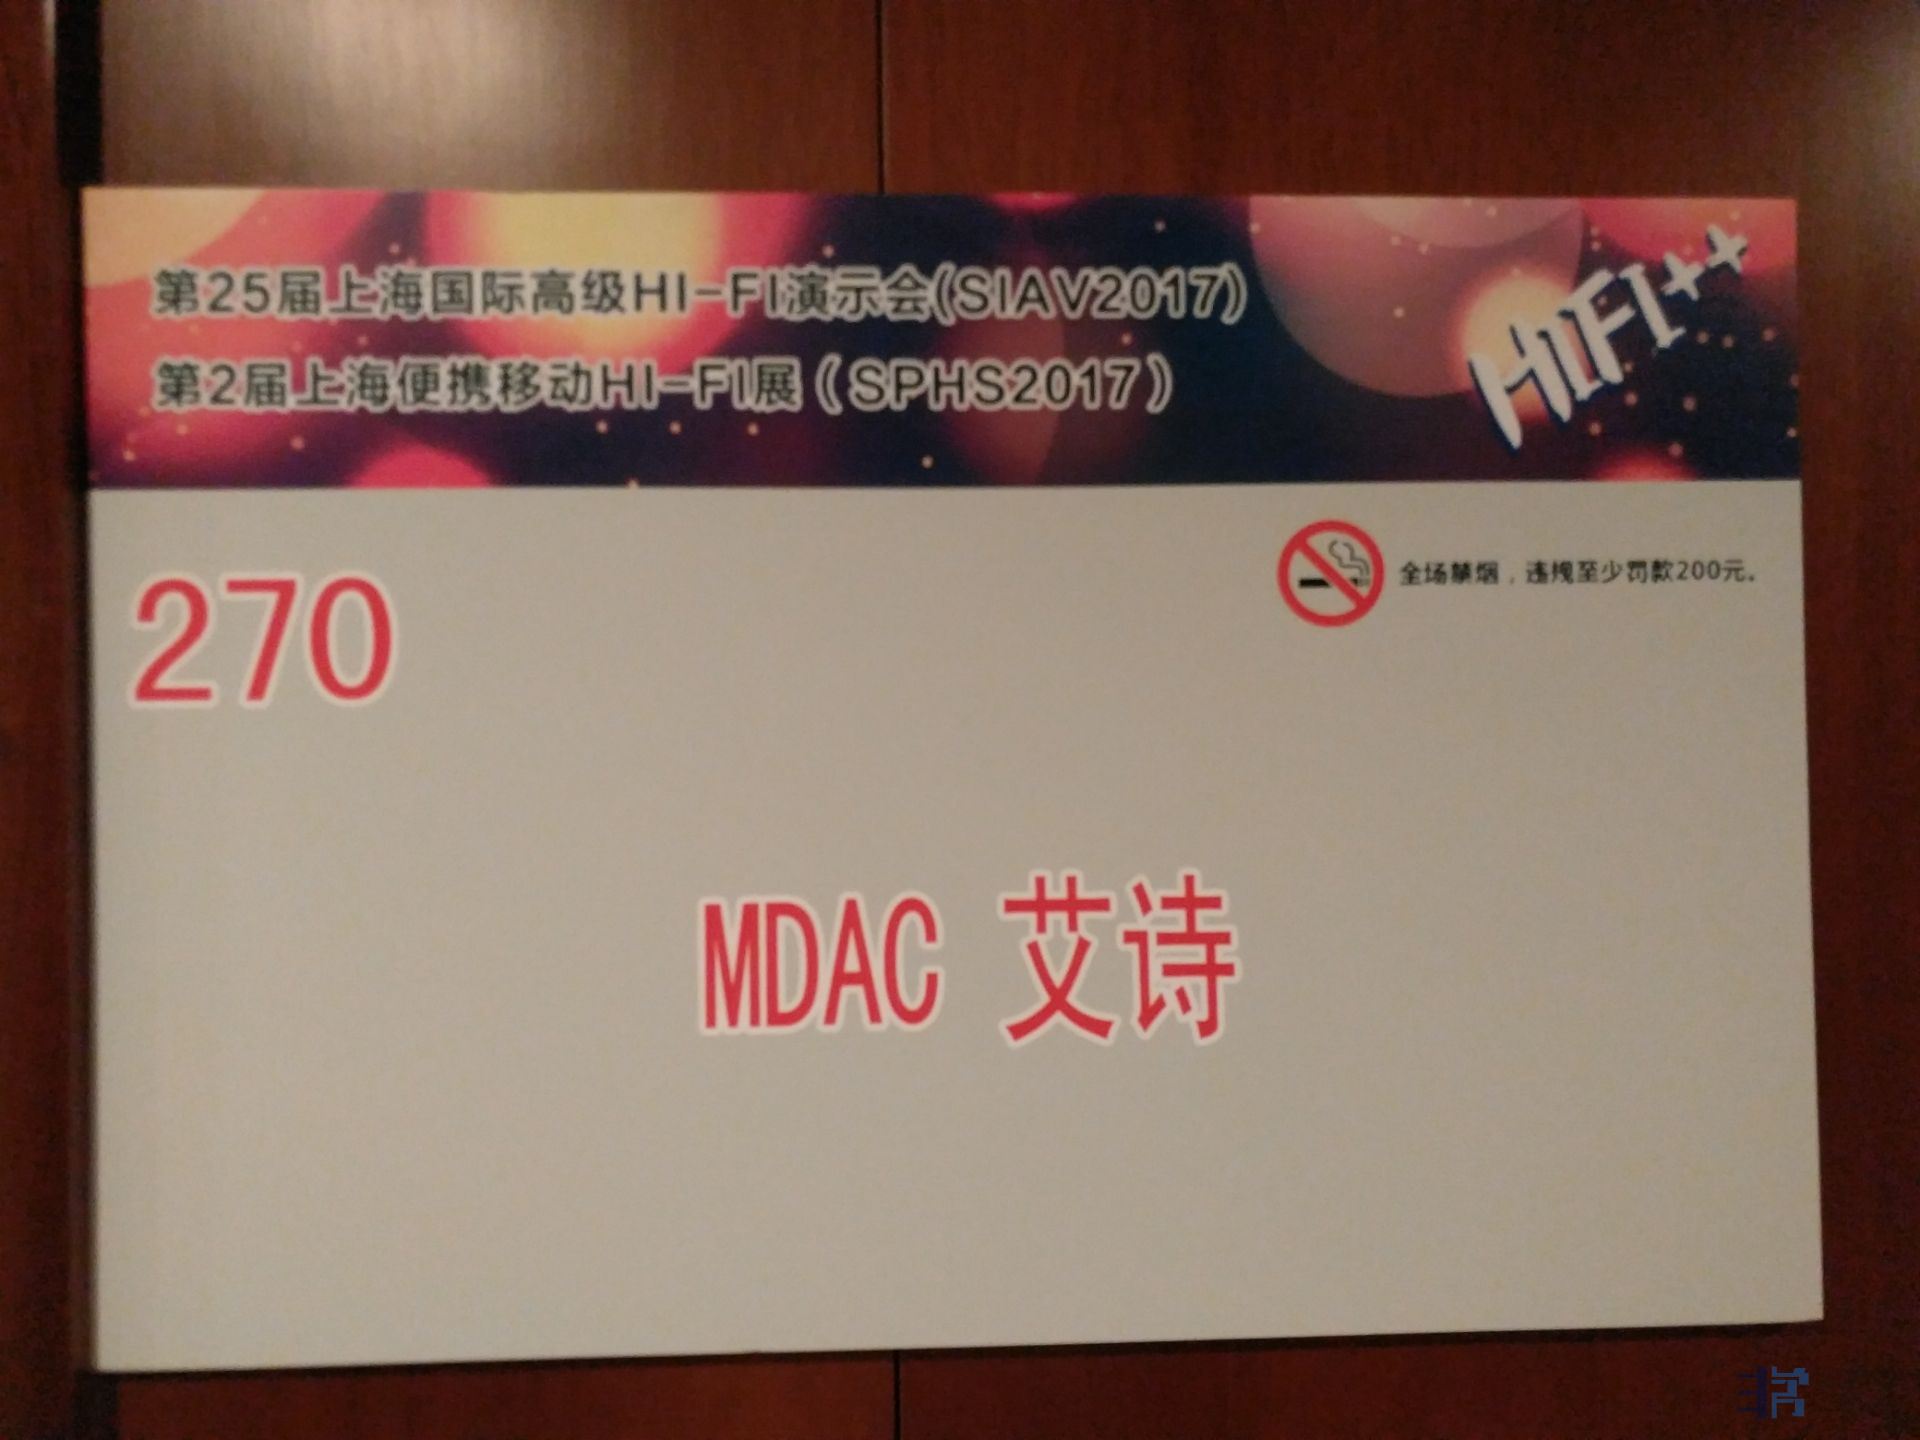 第25届上海国际高级HI-FI演示会(SIAV2017)
第2届上海便携移动HI-FI展（SPHS2017）
HIFI++
全场禁烟，违规至少罚款200元。
270
MDAC 艾诗
非常